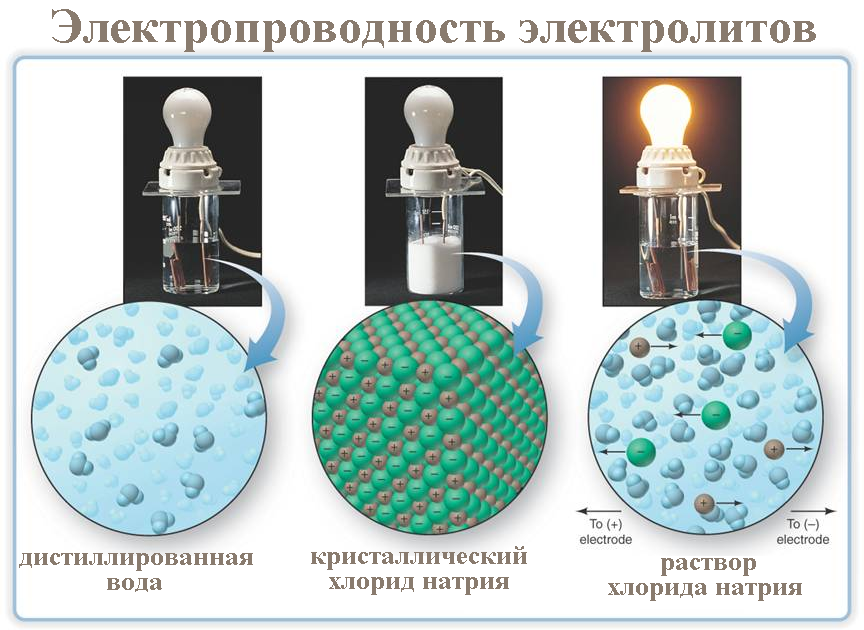 Электропроводность электролитов
To (+)
electrode
To (–)
electrode
дистиллированная
вода
кристаллический
хлорид натрия
раствор
хлорида натрия